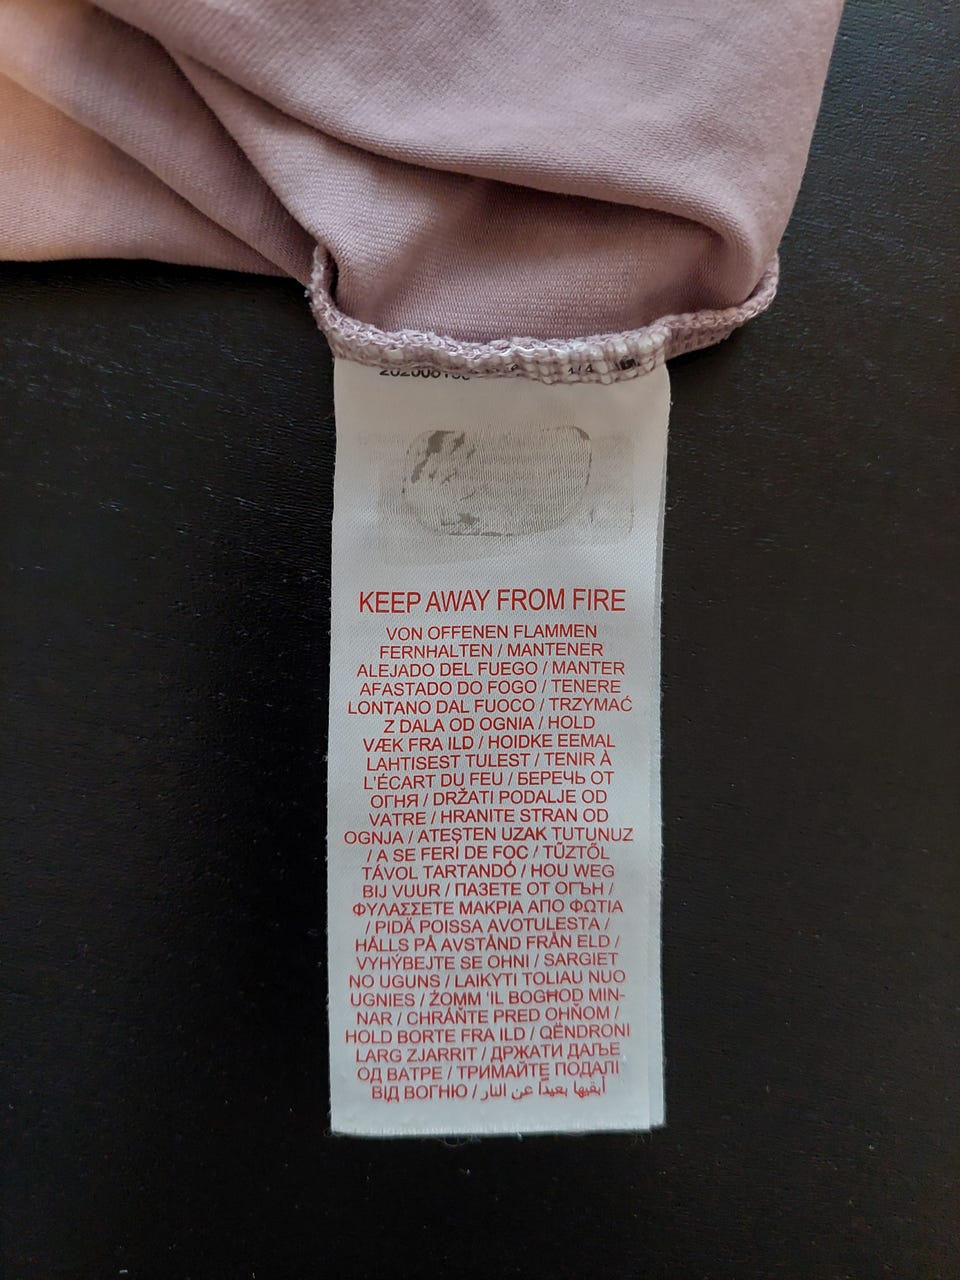 KEEP AWAY FROM FIRE
VON OFFENEN FLAMMEN
FERNHALTEN / MANTENER
ALEJADO DEL FUEGO / MANTER
AFASTADO DO FOGO / TENERE
LONTANO DAL FUOCO / TRZYMAĆ
Z DALA OD OGNIA / HOLD
VÆK FRA ILD / HOIDKE EEMAL
LAHTISEST TULEST / TENIR À
L'ÉCART DU FEU / БЕРЕЧЬ ОТ
ОГНЯ / DRŽATI PODALJE OD
VATRE / HRANITE STRAN OD
OGNJA / ATEŞTEN UZAK TUTUNUZ
/ A SE FERI DE FOC / TŰZTŐL
TÁVOL TARTANDÓ / HOU WEG
BIJ VUUR / ПАЗЕТЕ ОТ ОГЪН /
ΦΥΛΑΣΣΕΤΕ ΜΑΚΡΙΑ ΑΠΟ ΦΩΤΙΑ
/ PIDÄ POISSA AVOTULESTA /
HÅLLS PÅ AVSTÅND FRÅN ELD /
VYHÝBEJTE SE OHNI / SARGIET
NO UGUNS / LAIKYTI TOLIAU NUO
UGNIES / ŻOMM 'IL BOGĦOD MIN-
NAR / CHRÁŇTE PRED OHŇOM /
HOLD BORTE FRA ILD / QËNDRONI
LARG ZJARRIT / ДРЖАТИ ДАЉЕ
ОД ВАТРЕ / ТРИМАЙТЕ ПОДАЛІ
ВІД ВОГНЮ / أبقيها بعيدًا عن النار